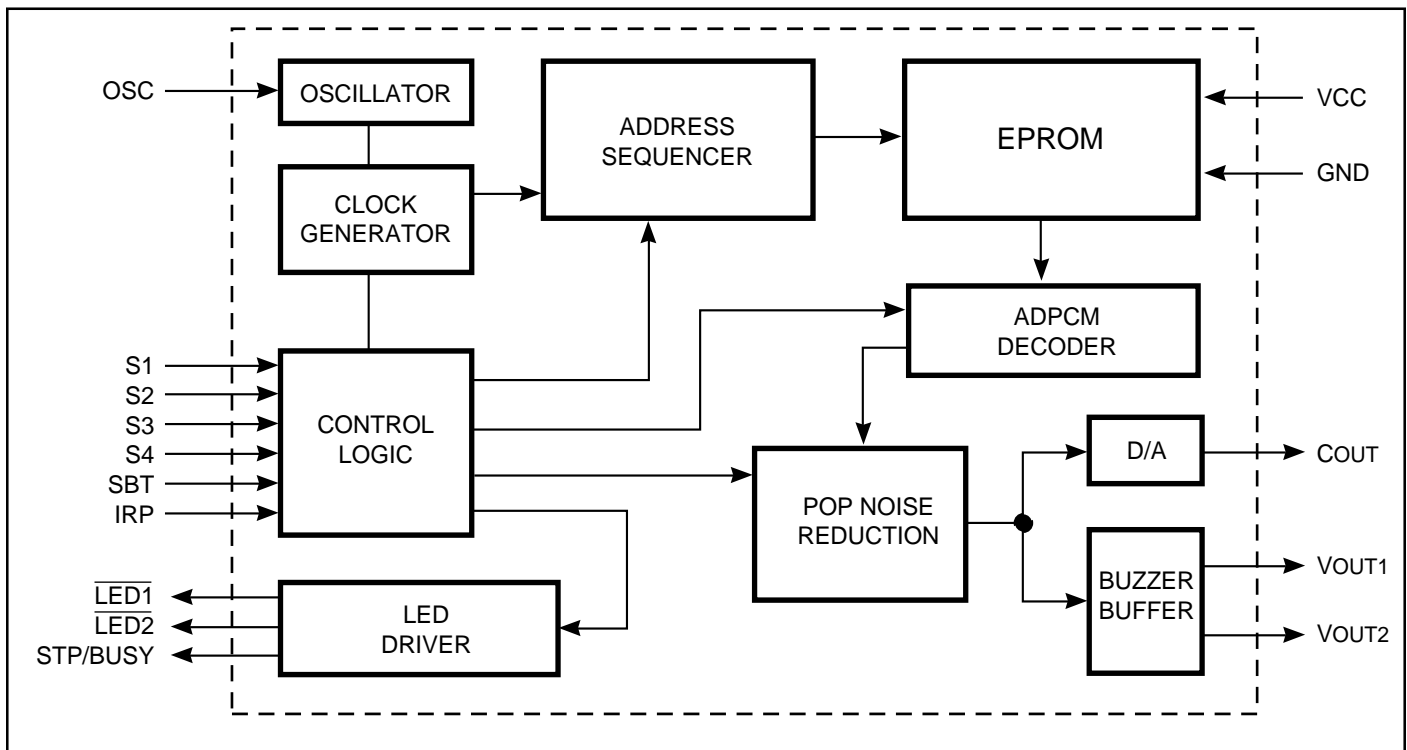 OSC
OSCILLATOR
ADDRESS
SEQUENCER
EPROM
VCC
GND
CLOCK
GENERATOR
ADPCM
DECODER
S1
S2
S3
S4
SBT
IRP
CONTROL
LOGIC
POP NOISE
REDUCTION
D/A
COUT
BUZZER
BUFFER
VOUT1
VOUT2
LED1
LED2
STP/BUSY
LED
DRIVER